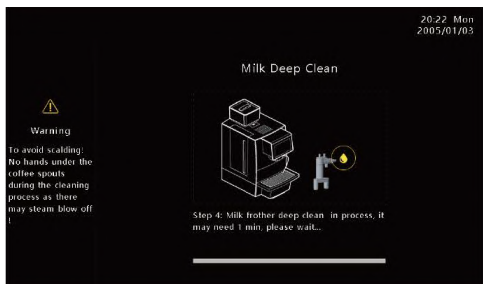 20:22 Mon
2005/01/03
Milk Deep Clean
Warning
To avoid scalding:
No hands under the
coffee spouts
during the cleaning
process as there
may steam blow off
!
Step 4: Milk frother deep clean in process, it
may need 1 min, please wait...